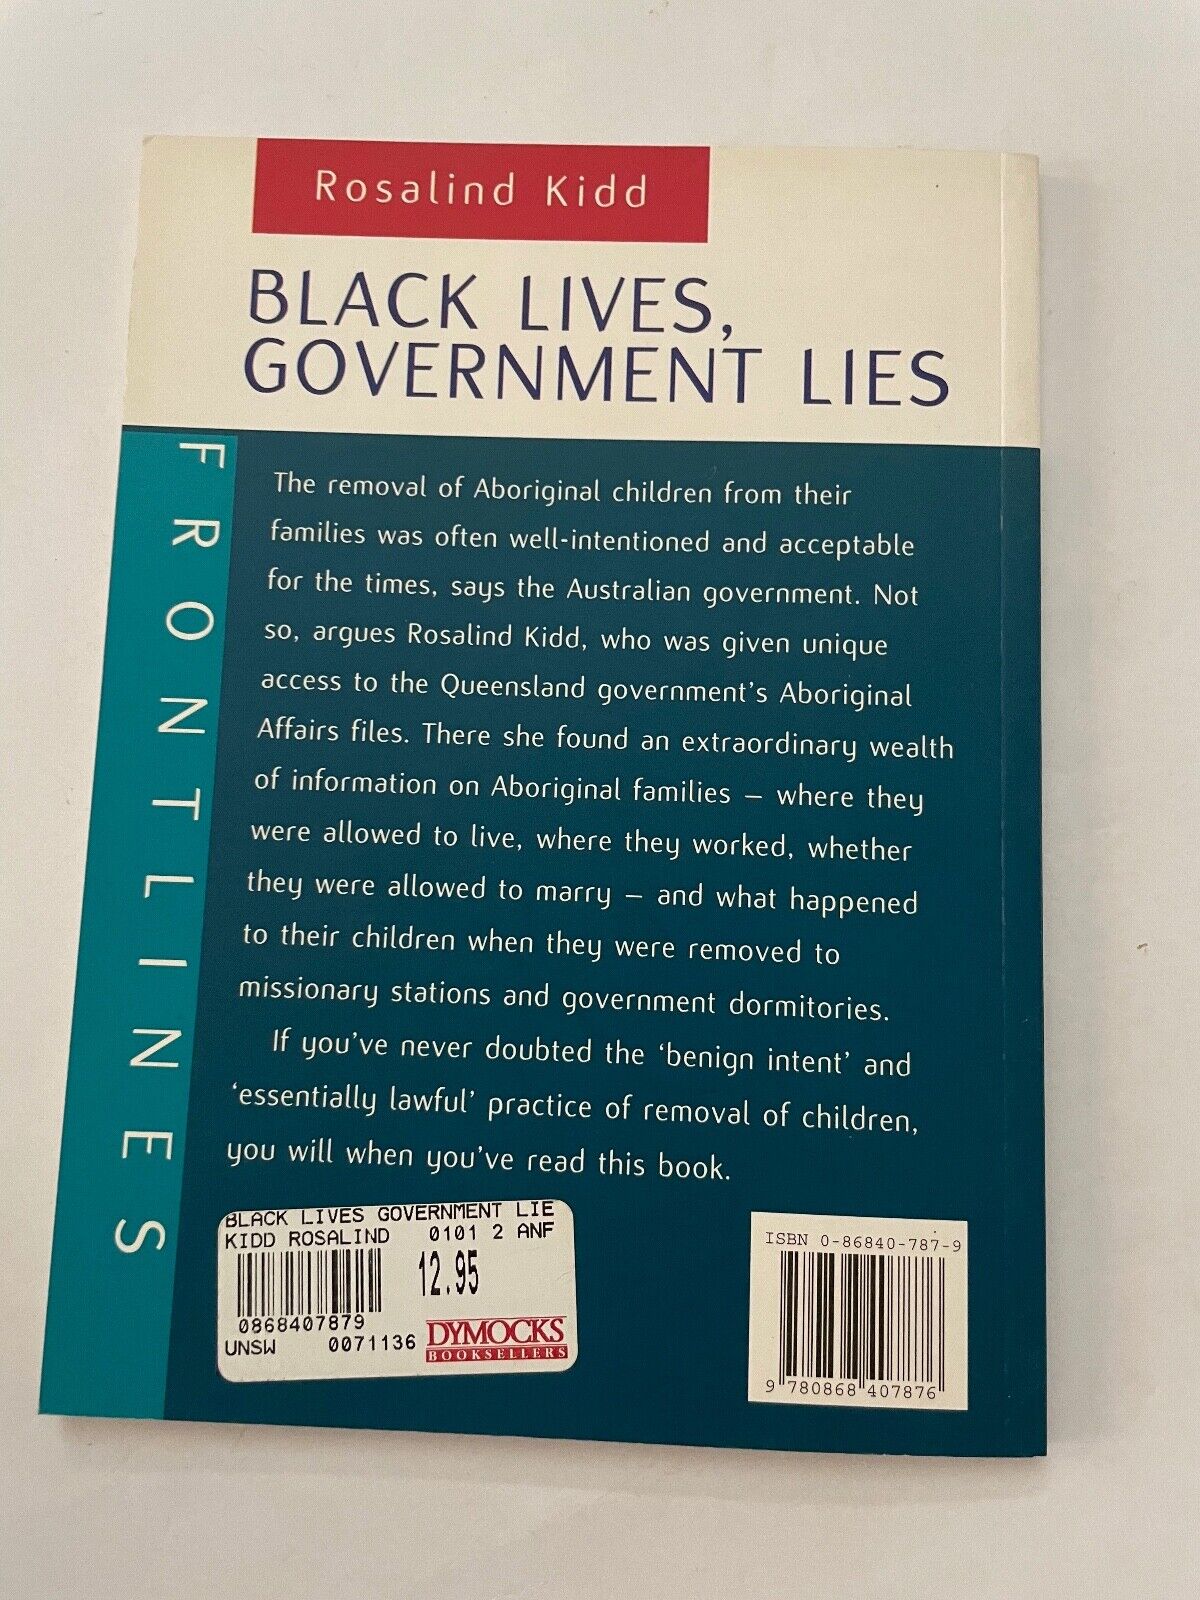 Rosalind Kidd
BLACK LIVES,
GOVERNMENT LIES
FRONTLINES
The removal of Aboriginal children from their
families was often well-intentioned and acceptable
for the times, says the Australian government. Not
so, argues Rosalind Kidd, who was given unique
access to the Queensland government's Aboriginal
Affairs files. There she found an extraordinary wealth
of information on Aboriginal families – where they
were allowed to live, where they worked, whether
they were allowed to marry – and what happened
to their children when they were removed to
missionary stations and government dormitories.
If you've never doubted the 'benign intent' and
'essentially lawful' practice of removal of children,
you will when you've read this book.
BLACK LIVES GOVERNMENT LIE
KIDD ROSALIND 0101 2 ANF
12.95
0868407879
UNSW 0071136
DYMOCKS
BOOKSELLERS
ISBN 0-86840-787-9
9 780868 407876